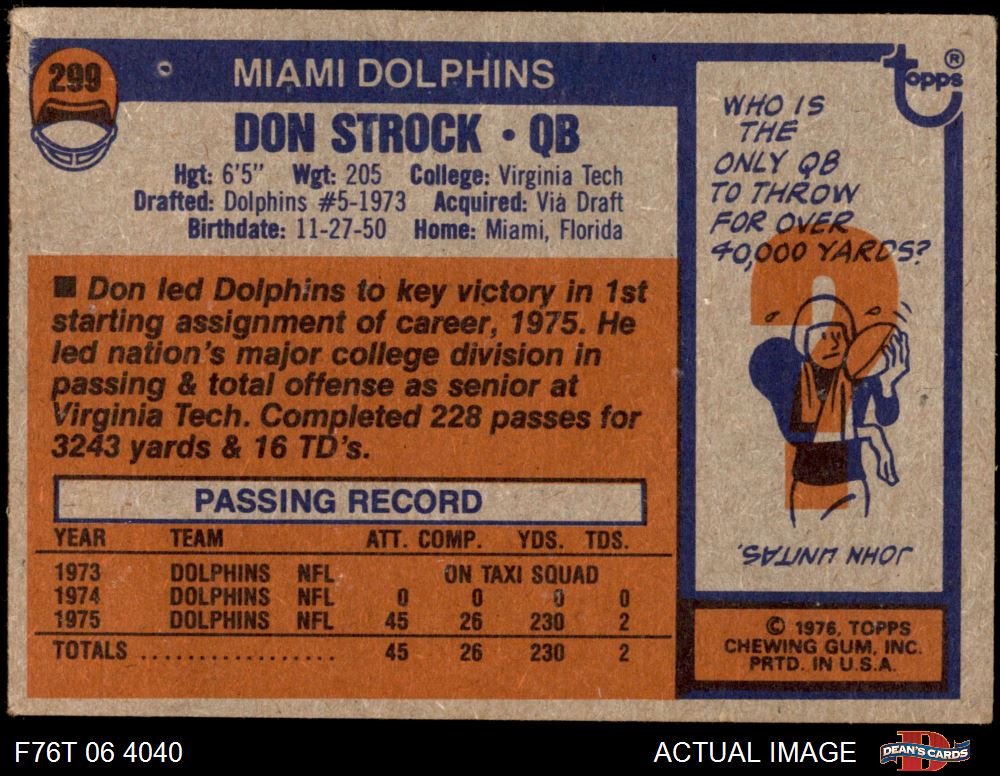 299
MIAMI DOLPHINS
DON STROCK • QB
Hgt: 6'5" Wgt: 205 College: Virginia Tech
Drafted: Dolphins #5-1973 Acquired: Via Draft
Birthdate: 11-27-50 Home: Miami, Florida
■ Don led Dolphins to key victory in 1st
starting assignment of career, 1975. He
led nation's major college division in
passing & total offense as senior at
Virginia Tech. Completed 228 passes for
3243 yards & 16 TD's.
PASSING RECORD
YEAR TEAM ATT. COMP. YDS. TDS.
1973 DOLPHINS NFL ON TAXI SQUAD
1974 DOLPHINS NFL 0 0 0 0
1975 DOLPHINS NFL 45 26 230 2
TOTALS .................. 45 26 230 2
topps ®
WHO IS
THE
ONLY QB
TO THROW
FOR OVER
40,000 YARDS?
?
JOHN UNITAS.
© 1976, TOPPS
CHEWING GUM, INC.
PRTD. IN U.S.A.
F76T 06 4040
ACTUAL IMAGE
DEAN'S CARDS